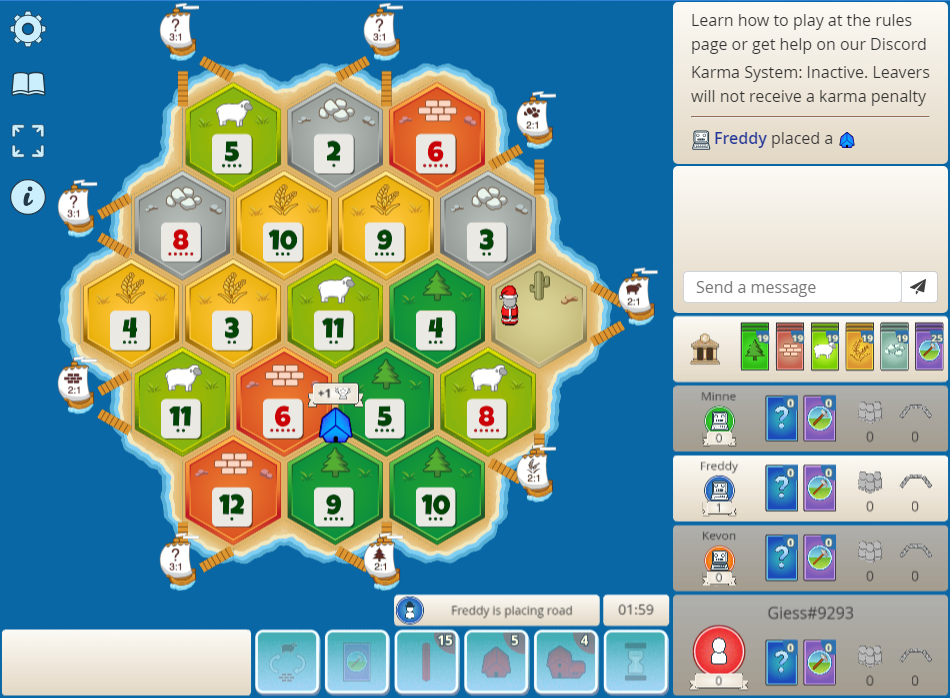 Learn how to play at the rules
page or get help on our Discord
Karma System: Inactive. Leavers
will not receive a karma penalty
Freddy placed a
Send a message
19 19 19 19 19 25
Minne
? 0 0
0 0 0
Freddy
? 0 0
1 0 0
Kevon
? 0 0
0 0 0
Giess#9293
? 0 0
0 0 0
i
? 3:1
? 3:1
2:1
? 3:1
2:1
2:1
2:1
? 3:1
2:1
5 2 6
8 10 9 3
4 3 11 4
11 6 5 8
+1
12 9 10
Freddy is placing road
01:59
15 5 4